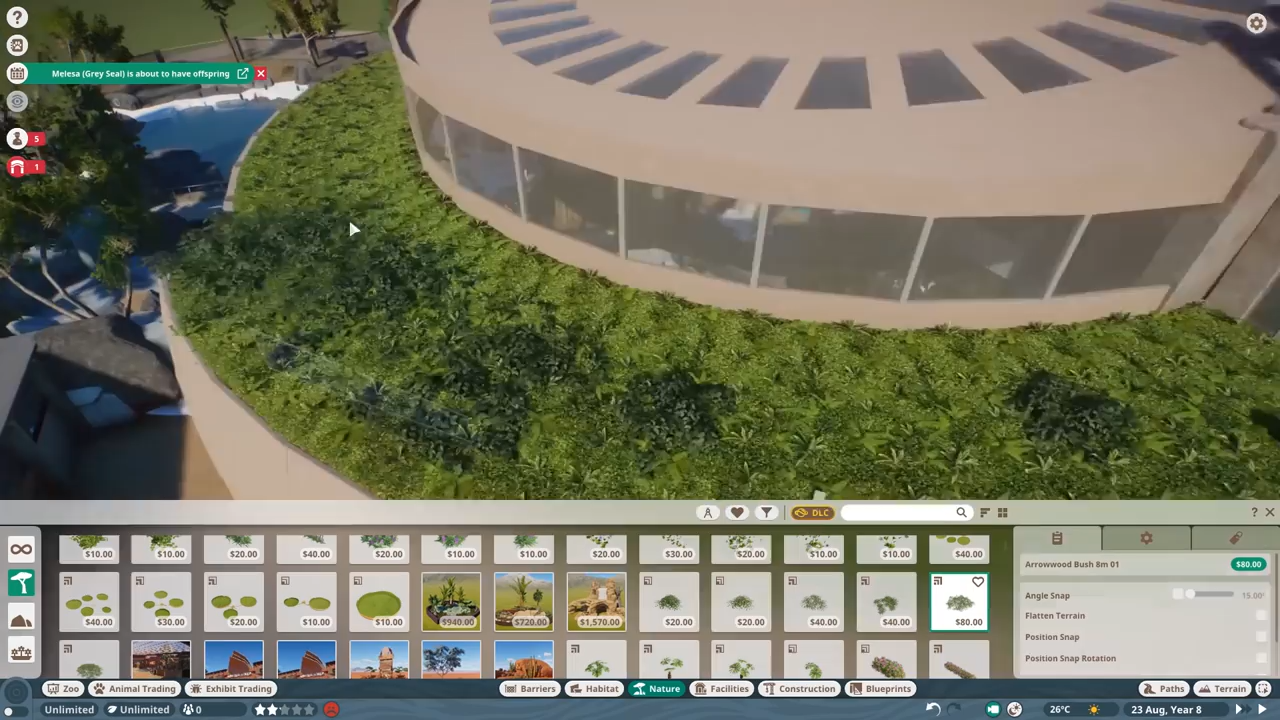 ?
Melesa (Grey Seal) is about to have offspring
5
1
DLC
?
$10.00 $10.00 $20.00 $40.00 $20.00 $10.00 $10.00 $20.00 $30.00 $20.00 $10.00 $10.00 $40.00
$40.00 $30.00 $20.00 $10.00 $10.00 $940.00 $720.00 $1,570.00 $20.00 $20.00 $40.00 $40.00 $80.00
Arrowwood Bush 8m 01 $80.00
Angle Snap 15.00°
Flatten Terrain
Position Snap
Position Snap Rotation
Zoo Animal Trading Exhibit Trading Barriers Habitat Nature Facilities Construction Blueprints Paths Terrain
Unlimited Unlimited 0 26°C 23 Aug, Year 8